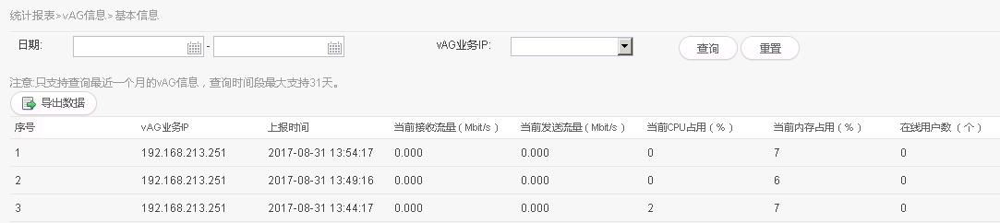 统计报表>vAG信息>基本信息
日期: - vAG业务IP: 查询 重置
注意:只支持查询最近一个月的vAG信息，查询时间段最大支持31天。
导出数据
序号 vAG业务IP 上报时间 当前接收流量(Mbit/s) 当前发送流量(Mbit/s) 当前CPU占用(%) 当前内存占用(%) 在线用户数(个)
1 192.168.213.251 2017-08-31 13:54:17 0.000 0.000 0 7 0
2 192.168.213.251 2017-08-31 13:49:16 0.000 0.000 0 6 0
3 192.168.213.251 2017-08-31 13:44:17 0.000 0.000 2 7 0